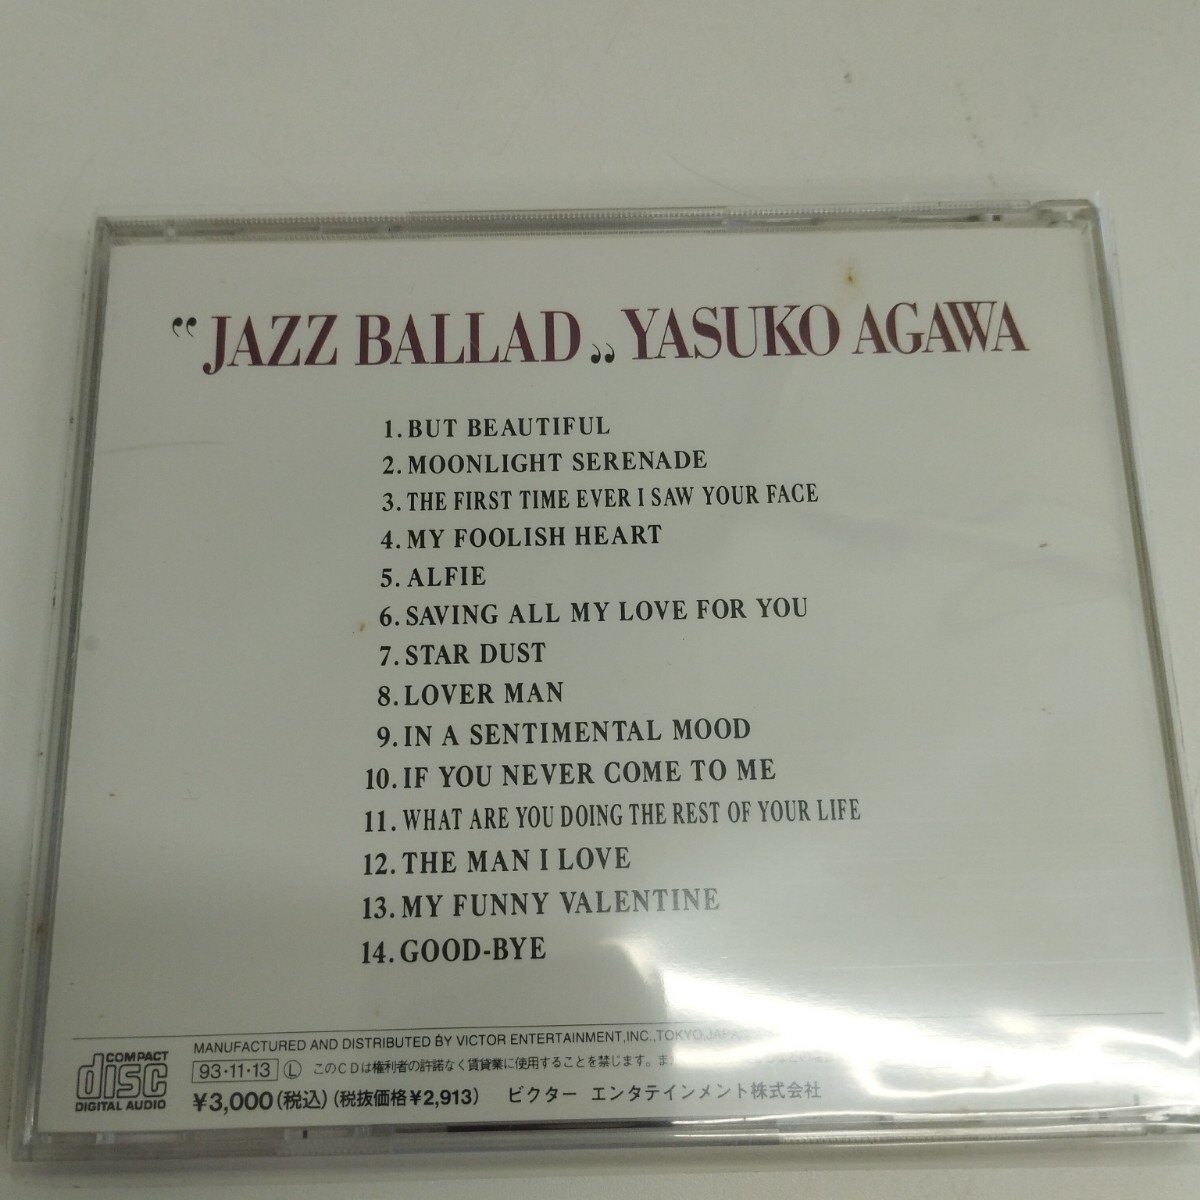 “JAZZ BALLAD„ YASUKO AGAWA
1. BUT BEAUTIFUL
2. MOONLIGHT SERENADE
3. THE FIRST TIME EVER I SAW YOUR FACE
4. MY FOOLISH HEART
5. ALFIE
6. SAVING ALL MY LOVE FOR YOU
7. STAR DUST
8. LOVER MAN
9. IN A SENTIMENTAL MOOD
10. IF YOU NEVER COME TO ME
11. WHAT ARE YOU DOING THE REST OF YOUR LIFE
12. THE MAN I LOVE
13. MY FUNNY VALENTINE
14. GOOD-BYE
MANUFACTURED AND DISTRIBUTED BY VICTOR ENTERTAINMENT, INC., TOKYO,
COMPACT disc DIGITAL AUDIO
93・11・13 Ⓛ このCDは権利者の許諾なく賃貸業に使用することを禁じます。
¥3,000(税込)(税抜価格¥2,913) ビクター エンタテインメント株式会社